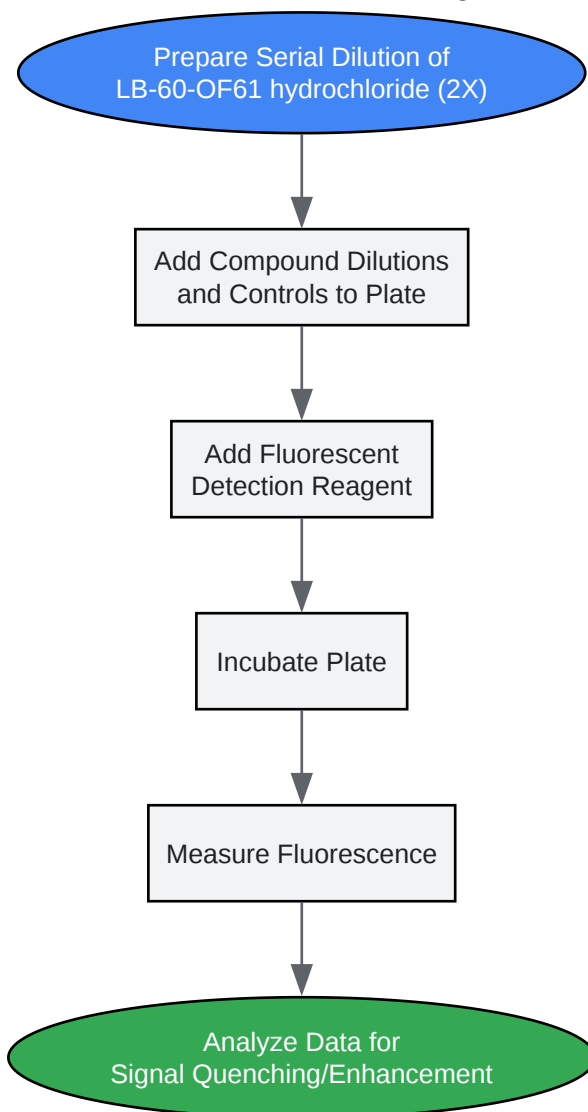 Prepare Serial Dilution of
LB-60-OF61 hydrochloride (2X)
Add Compound Dilutions
and Controls to Plate
Add Fluorescent
Detection Reagent
Incubate Plate
Measure Fluorescence
Analyze Data for
Signal Quenching/Enhancement